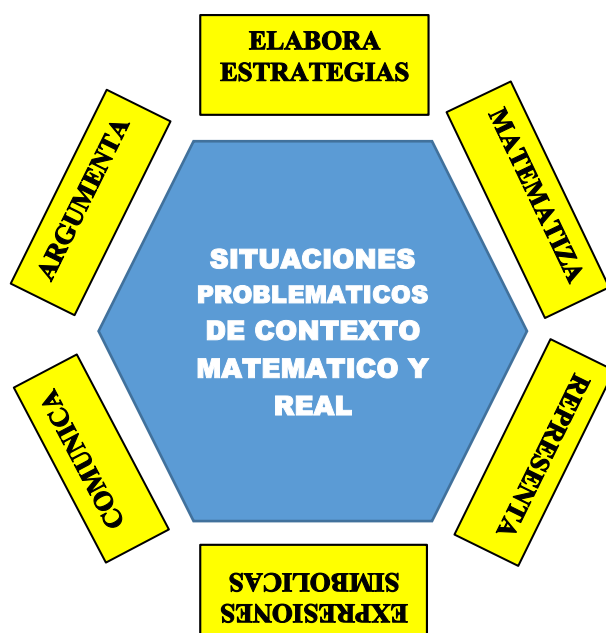 ELABORA
ESTRATEGIAS
MATEMATIZA
REPRESENTA
EXPRESIONES
SIMBOLICAS
COMUNICA
ARGUMENTA
SITUACIONES
PROBLEMATICOS
DE CONTEXTO
MATEMATICO Y
REAL